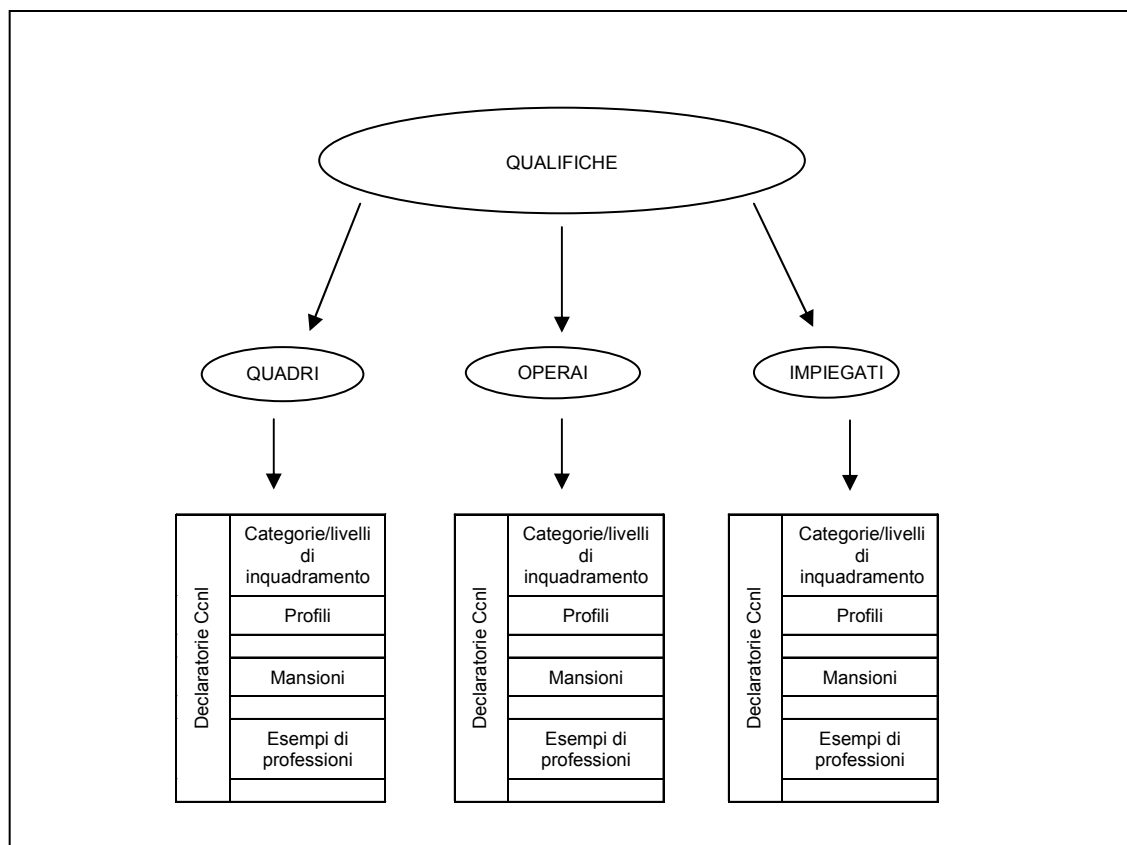 QUALIFICHE
QUADRI
OPERAI
IMPIEGATI
Declaratorie Ccnl
Categorie/livelli
di
inquadramento
Profili
Mansioni
Esempi di
professioni
Declaratorie Ccnl
Categorie/livelli
di
inquadramento
Profili
Mansioni
Esempi di
professioni
Declaratorie Ccnl
Categorie/livelli
di
inquadramento
Profili
Mansioni
Esempi di
professioni